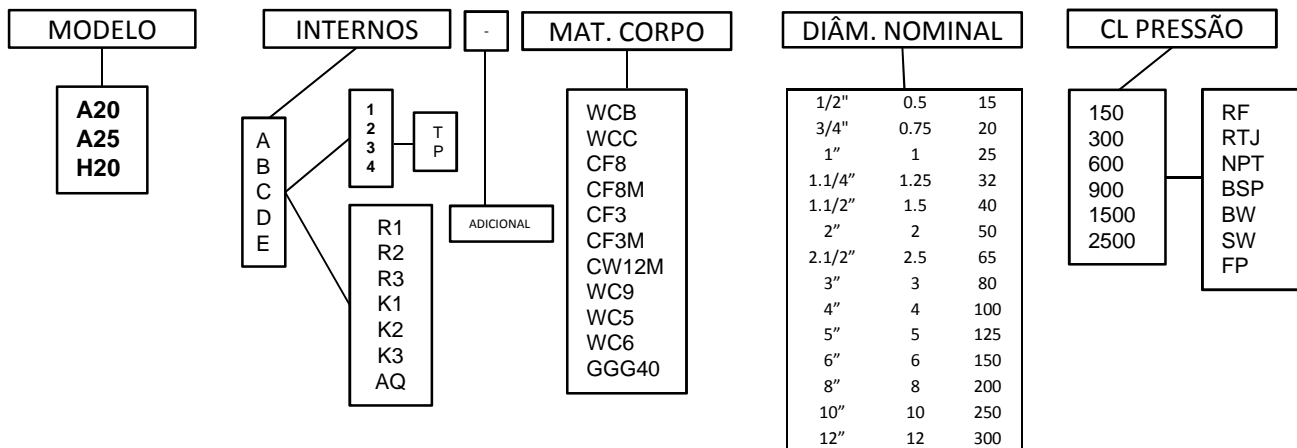 MODELO
A20
A25
H20
INTERNOS
A
B
C
D
E
1
2
3
4
T
P
R1
R2
R3
K1
K2
K3
AQ
-
ADICIONAL
MAT. CORPO
WCB
WCC
CF8
CF8M
CF3
CF3M
CW12M
WC9
WC5
WC6
GGG40
DIÂM. NOMINAL
1/2" 0.5 15
3/4" 0.75 20
1” 1 25
1.1/4” 1.25 32
1.1/2” 1.5 40
2” 2 50
2.1/2” 2.5 65
3” 3 80
4” 4 100
5” 5 125
6” 6 150
8” 8 200
10” 10 250
12” 12 300
CL PRESSÃO
150
300
600
900
1500
2500
RF
RTJ
NPT
BSP
BW
SW
FP